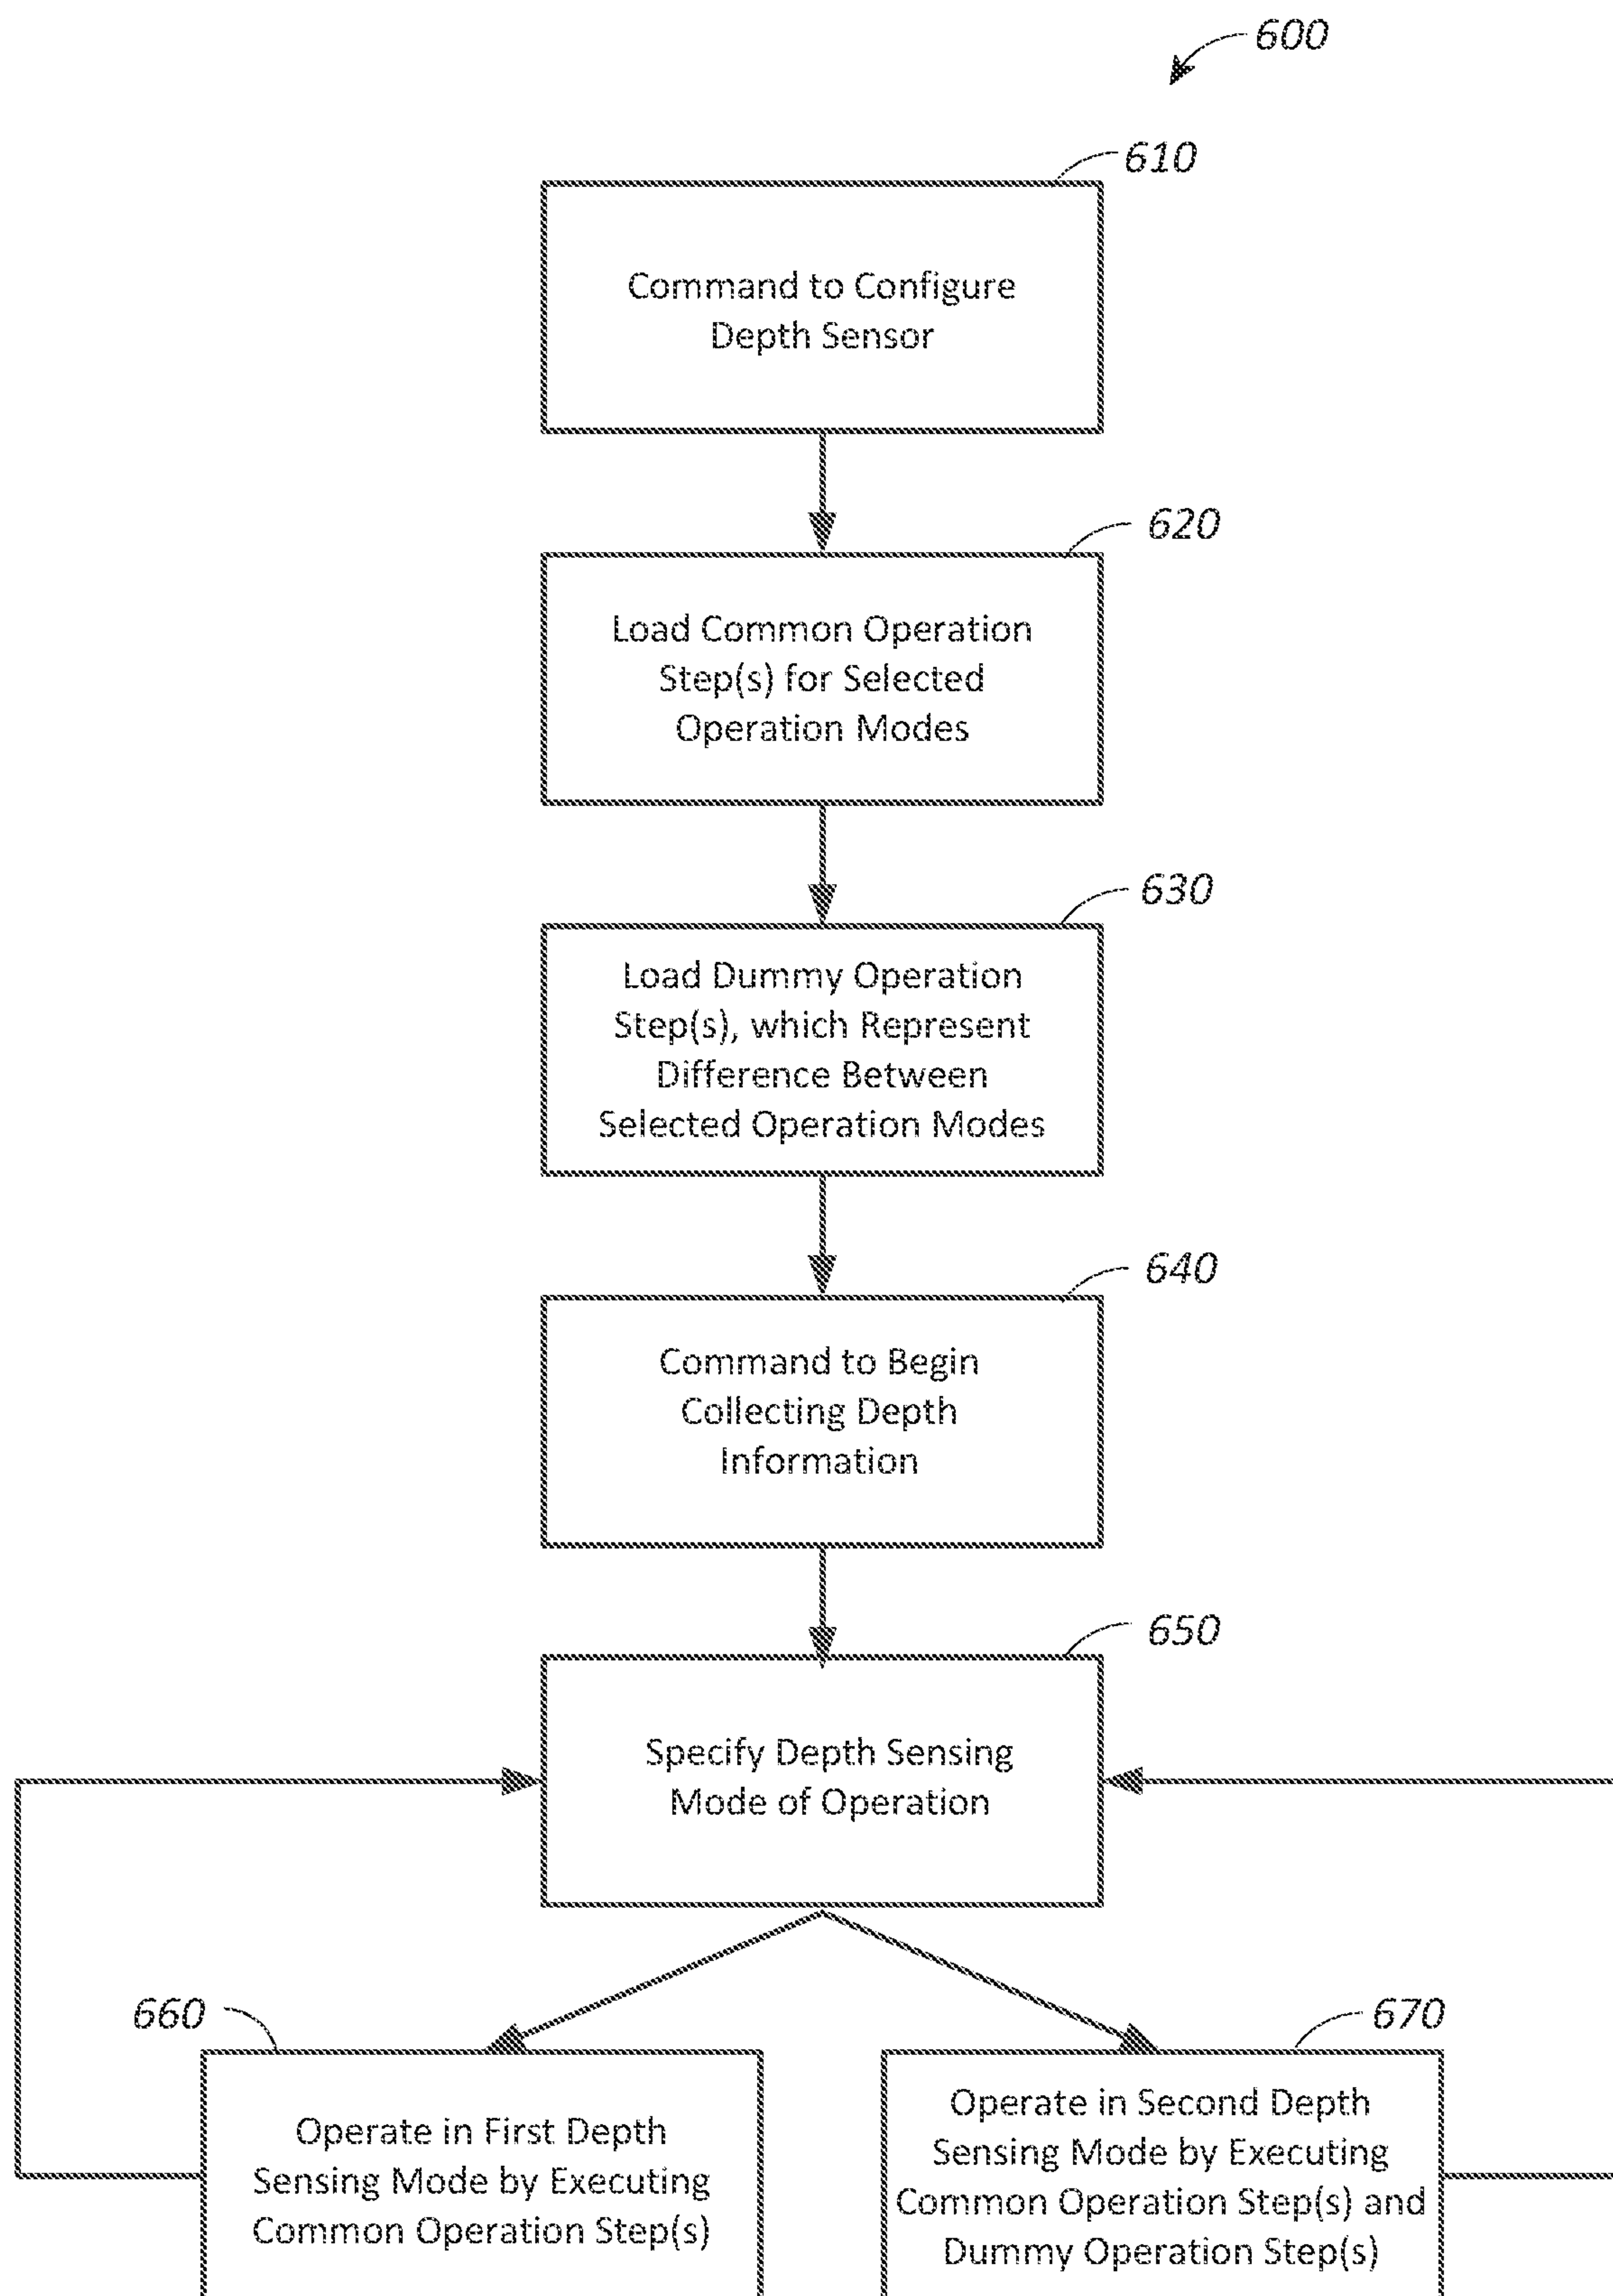 600
610
Command to Configure
Depth Sensor
620
Load Common Operation
Step(s) for Selected
Operation Modes
630
Load Dummy Operation
Step(s), which Represent
Difference Between
Selected Operation Modes
640
Command to Begin
Collecting Depth
Information
650
Specify Depth Sensing
Mode of Operation
660
Operate in First Depth
Sensing Mode by Executing
Common Operation Step(s)
670
Operate in Second Depth
Sensing Mode by Executing
Common Operation Step(s) and
Dummy Operation Step(s)